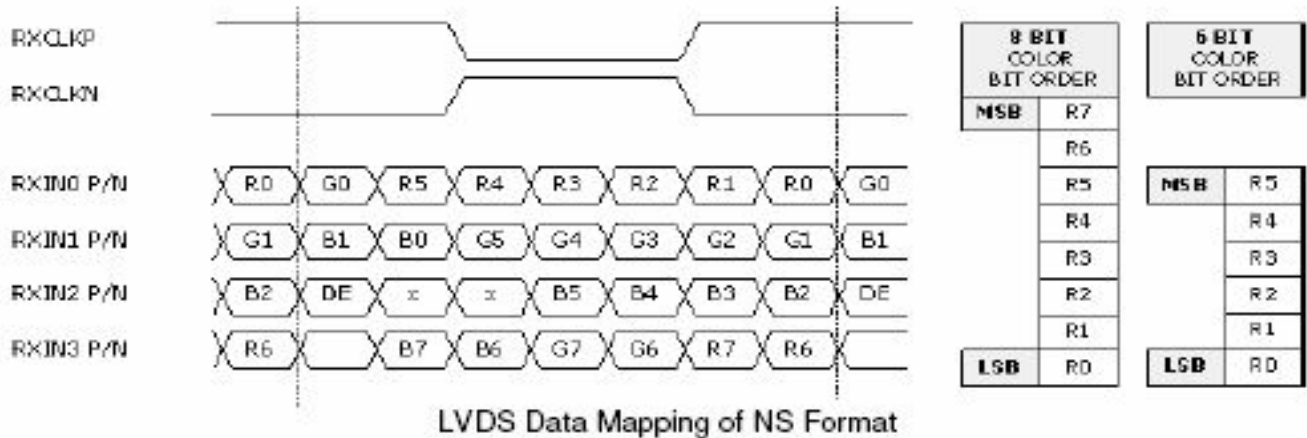 RXCLKP
RXCLKN
RXIN0 P/N R0 G0 R5 R4 R3 R2 R1 R0 G0
RXIN1 P/N G1 B1 B0 G5 G4 G3 G2 G1 B1
RXIN2 P/N B2 DE x x B5 B4 B3 B2 DE
RXIN3 P/N R6 B7 B6 G7 G6 R7 R6
8 BIT
COLOR
BIT ORDER
MSB R7
R6
R5
R4
R3
R2
R1
LSB R0
6 BIT
COLOR
BIT ORDER
MSB R5
R4
R3
R2
R1
LSB R0
LVDS Data Mapping of NS Format